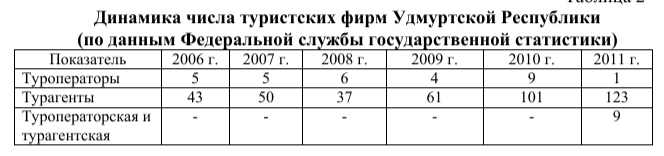 Таблица 2
Динамика числа туристских фирм Удмуртской Республики
(по данным Федеральной службы государственной статистики)
Показатель 2006 г. 2007 г. 2008 г. 2009 г. 2010 г. 2011 г.
Туроператоры 5 5 6 4 9 1
Турагенты 43 50 37 61 101 123
Туроператорская и - - - - - 9
турагентская